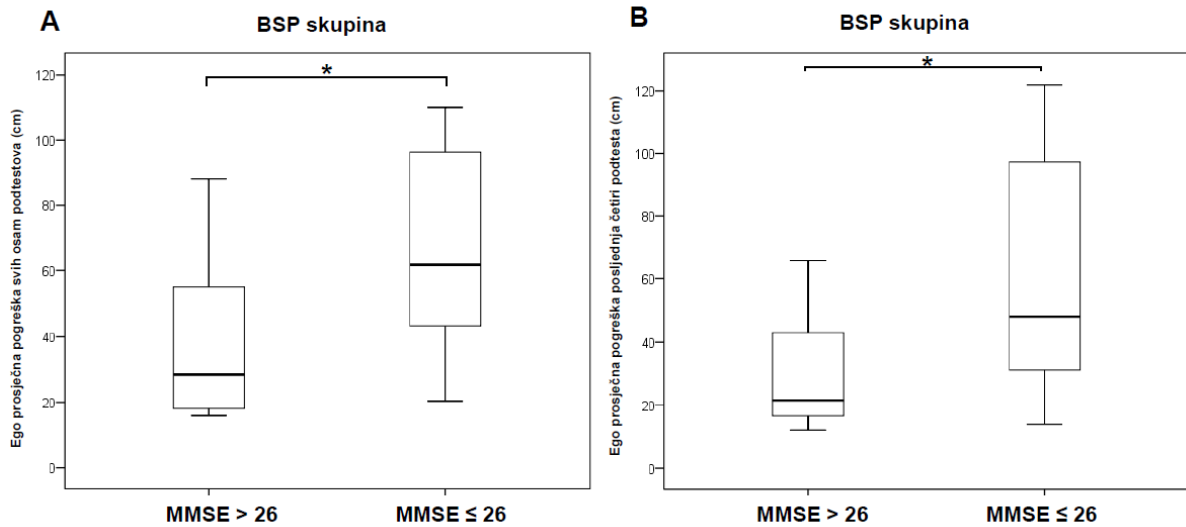 A
BSP skupina
*
Ego prosječna pogreška svih osam podtestova (cm)
120
100
80
60
40
20
0
MMSE > 26
MMSE ≤ 26
B
BSP skupina
*
Ego prosječna pogreška posljednja četiri podtesta (cm)
120
100
80
60
40
20
0
MMSE > 26
MMSE ≤ 26